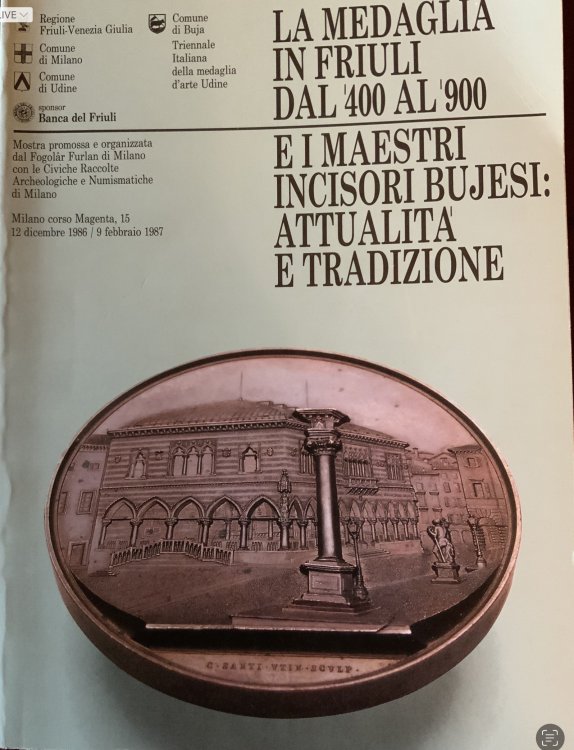 LIVE
Regione
Friuli-Venezia Giulia
Comune
di Milano
Comune
di Udine
sponsor
Banca del Friuli
Comune
di Buja
Triennale
Italiana
della medaglia
d'arte Udine
Mostra promossa e organizzata
dal Fogolâr Furlan di Milano
con le Civiche Raccolte
Archeologiche e Numismatiche
di Milano
Milano corso Magenta, 15
12 dicembre 1986 / 9 febbraio 1987
LA MEDAGLIA
IN FRIULI
DAL '400 AL '900
E I MAESTRI
INCISORI BUJESI:
ATTUALITA'
E TRADIZIONE
C · SANTI · VTIN · SCVLP ·